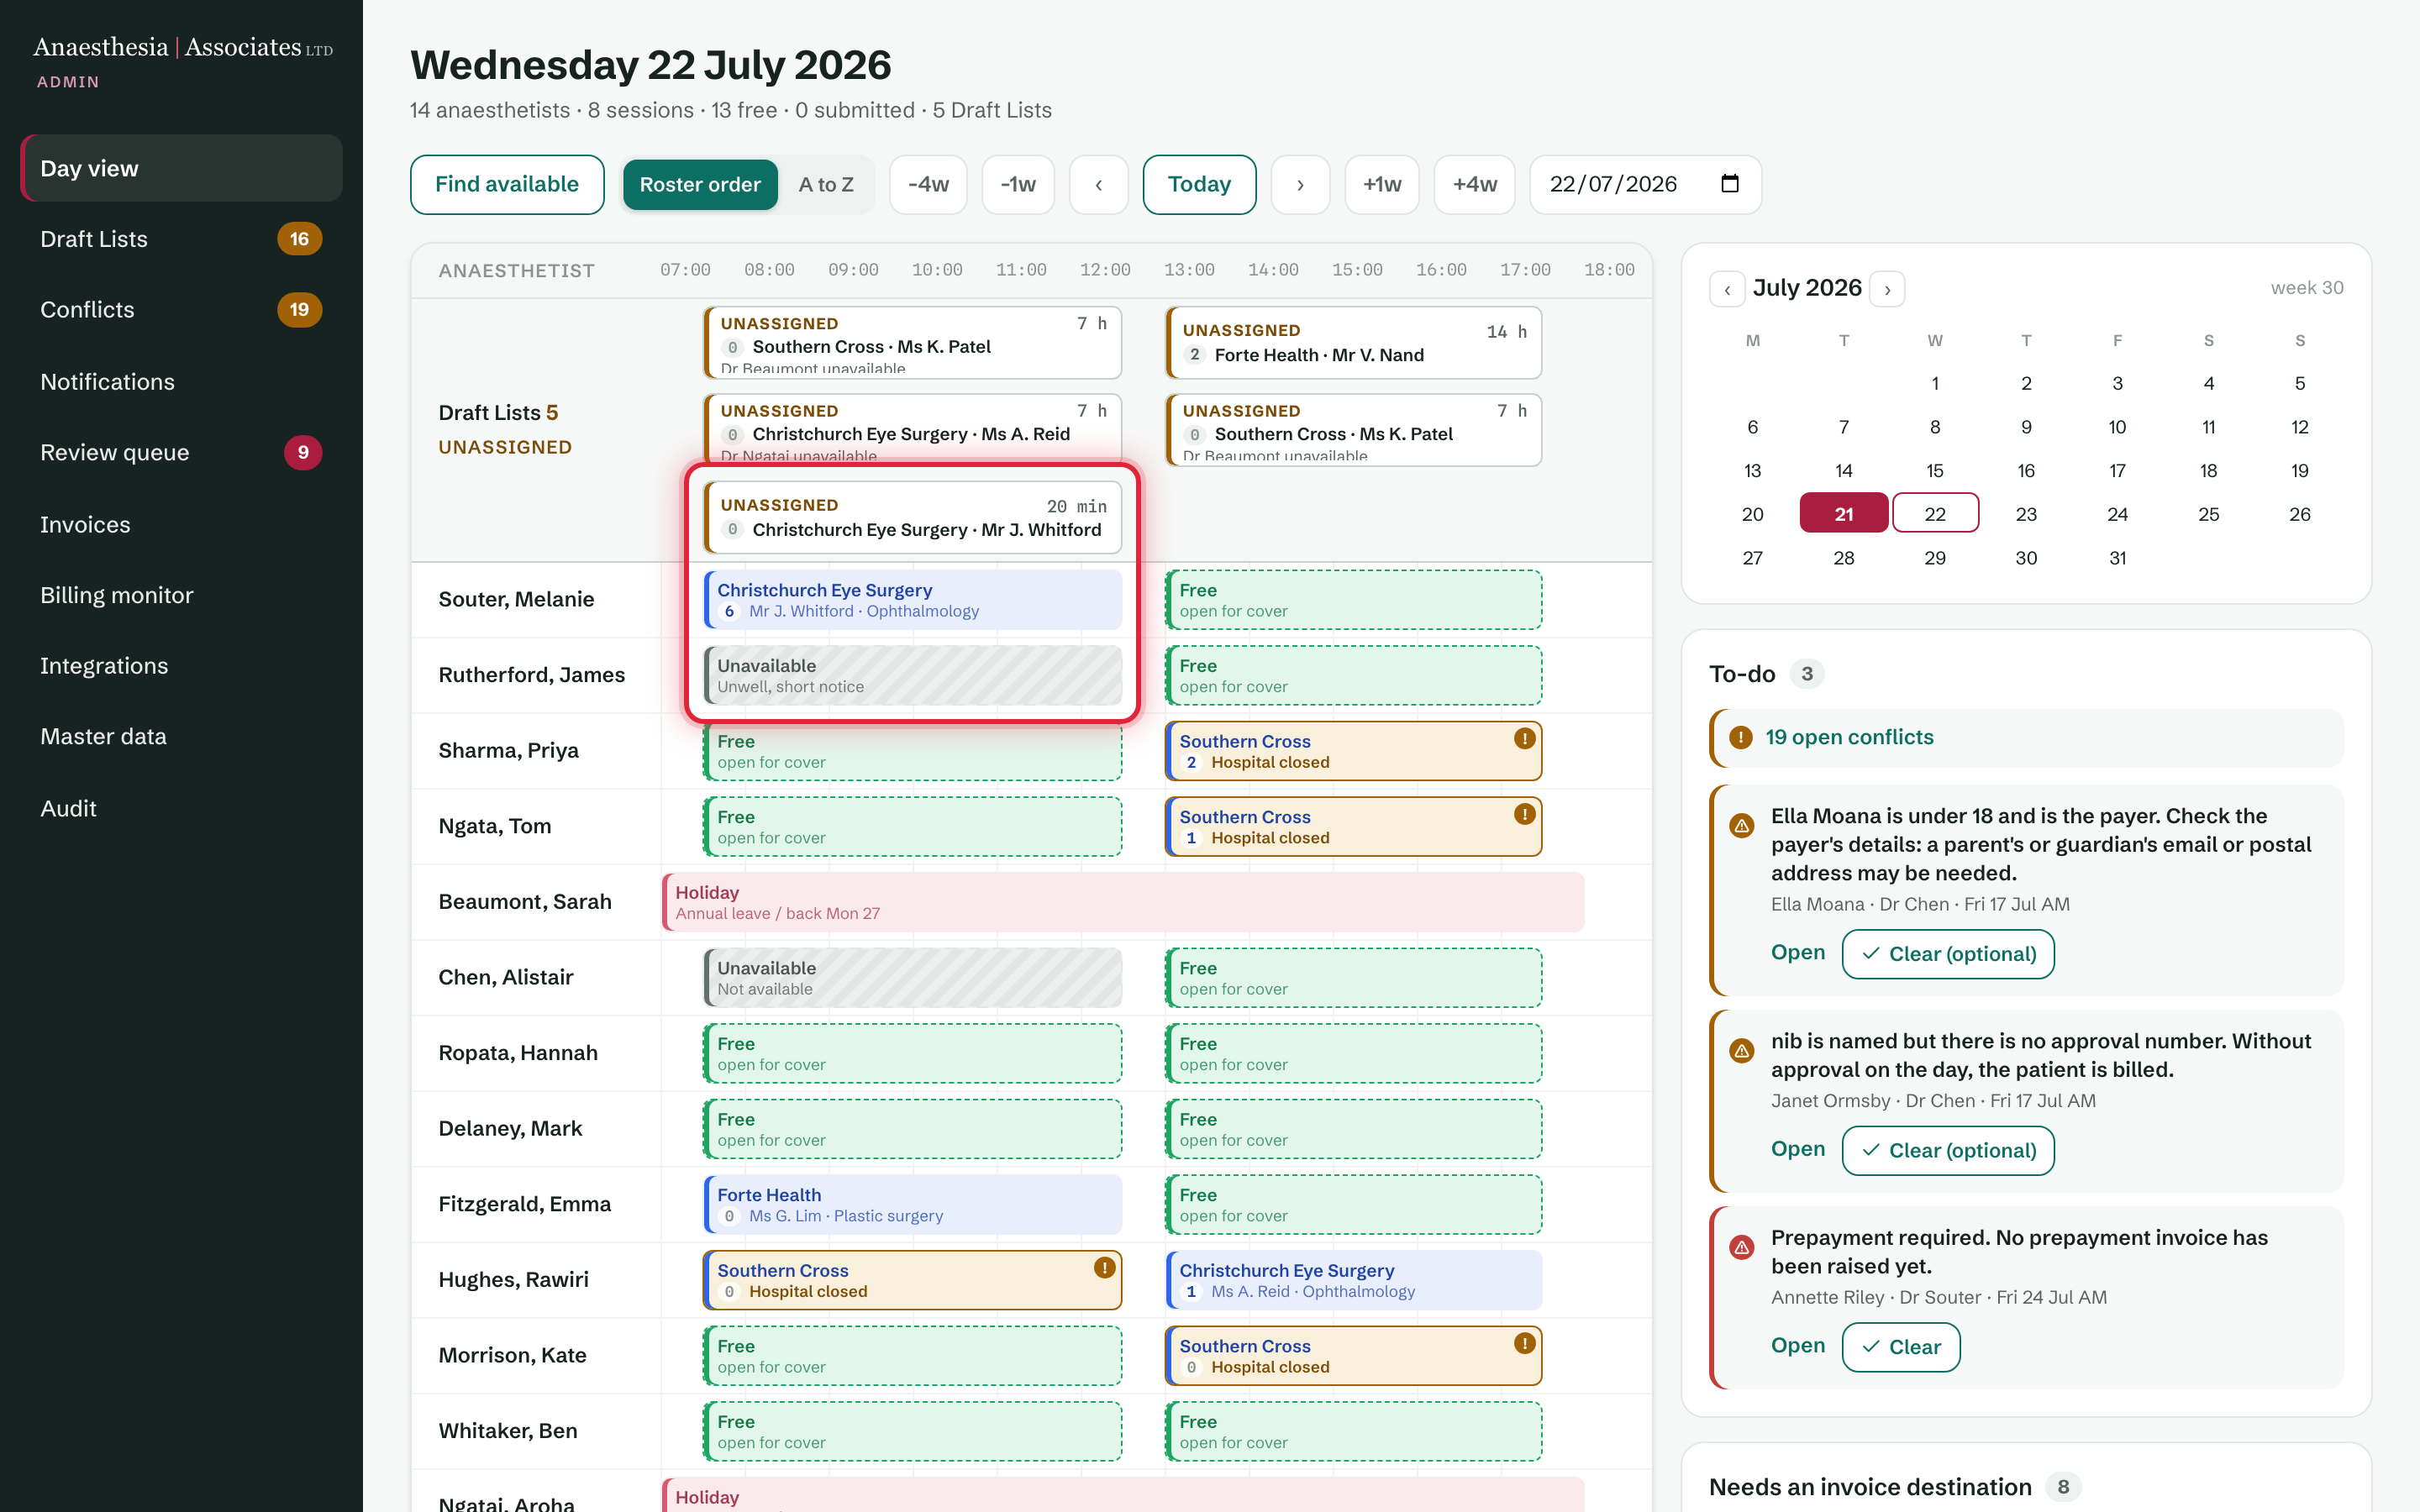 Anaesthesia | Associates LTD
ADMIN
Day view
Draft Lists 16
Conflicts 19
Notifications
Review queue 9
Invoices
Billing monitor
Integrations
Master data
Audit
Wednesday 22 July 2026
14 anaesthetists · 8 sessions · 13 free · 0 submitted · 5 Draft Lists
Find available
Roster order A to Z
-4w
-1w
‹
Today
›
+1w
+4w
22/07/2026
ANAESTHETIST 07:00 08:00 09:00 10:00 11:00 12:00 13:00 14:00 15:00 16:00 17:00 18:00
Draft Lists 5
UNASSIGNED
UNASSIGNED 7 h
0 Southern Cross · Ms K. Patel
Dr Beaumont unavailable
UNASSIGNED 14 h
2 Forte Health · Mr V. Nand
UNASSIGNED 7 h
0 Christchurch Eye Surgery · Ms A. Reid
Dr Ngatai unavailable
UNASSIGNED 7 h
0 Southern Cross · Ms K. Patel
Dr Beaumont unavailable
UNASSIGNED 20 min
0 Christchurch Eye Surgery · Mr J. Whitford
Souter, Melanie
Christchurch Eye Surgery
6 Mr J. Whitford · Ophthalmology
Free
open for cover
Rutherford, James
Unavailable
Unwell, short notice
Free
open for cover
Sharma, Priya
Free
open for cover
Southern Cross !
2 Hospital closed
Ngata, Tom
Free
open for cover
Southern Cross !
1 Hospital closed
Beaumont, Sarah
Holiday
Annual leave / back Mon 27
Chen, Alistair
Unavailable
Not available
Free
open for cover
Ropata, Hannah
Free
open for cover
Free
open for cover
Delaney, Mark
Free
open for cover
Free
open for cover
Fitzgerald, Emma
Forte Health
0 Ms G. Lim · Plastic surgery
Free
open for cover
Hughes, Rawiri
Southern Cross !
0 Hospital closed
Christchurch Eye Surgery
1 Ms A. Reid · Ophthalmology
Morrison, Kate
Free
open for cover
Southern Cross !
0 Hospital closed
Whitaker, Ben
Free
open for cover
Free
open for cover
Ngatai, Aroha
Holiday
‹ July 2026 › week 30
M T W T F S S
1 2 3 4 5
6 7 8 9 10 11 12
13 14 15 16 17 18 19
20 21 22 23 24 25 26
27 28 29 30 31
To-do 3
! 19 open conflicts
Ella Moana is under 18 and is the payer. Check the
payer's details: a parent's or guardian's email or postal
address may be needed.
Ella Moana · Dr Chen · Fri 17 Jul AM
Open ✓ Clear (optional)
nib is named but there is no approval number. Without
approval on the day, the patient is billed.
Janet Ormsby · Dr Chen · Fri 17 Jul AM
Open ✓ Clear (optional)
Prepayment required. No prepayment invoice has
been raised yet.
Annette Riley · Dr Souter · Fri 24 Jul AM
Open ✓ Clear
Needs an invoice destination 8